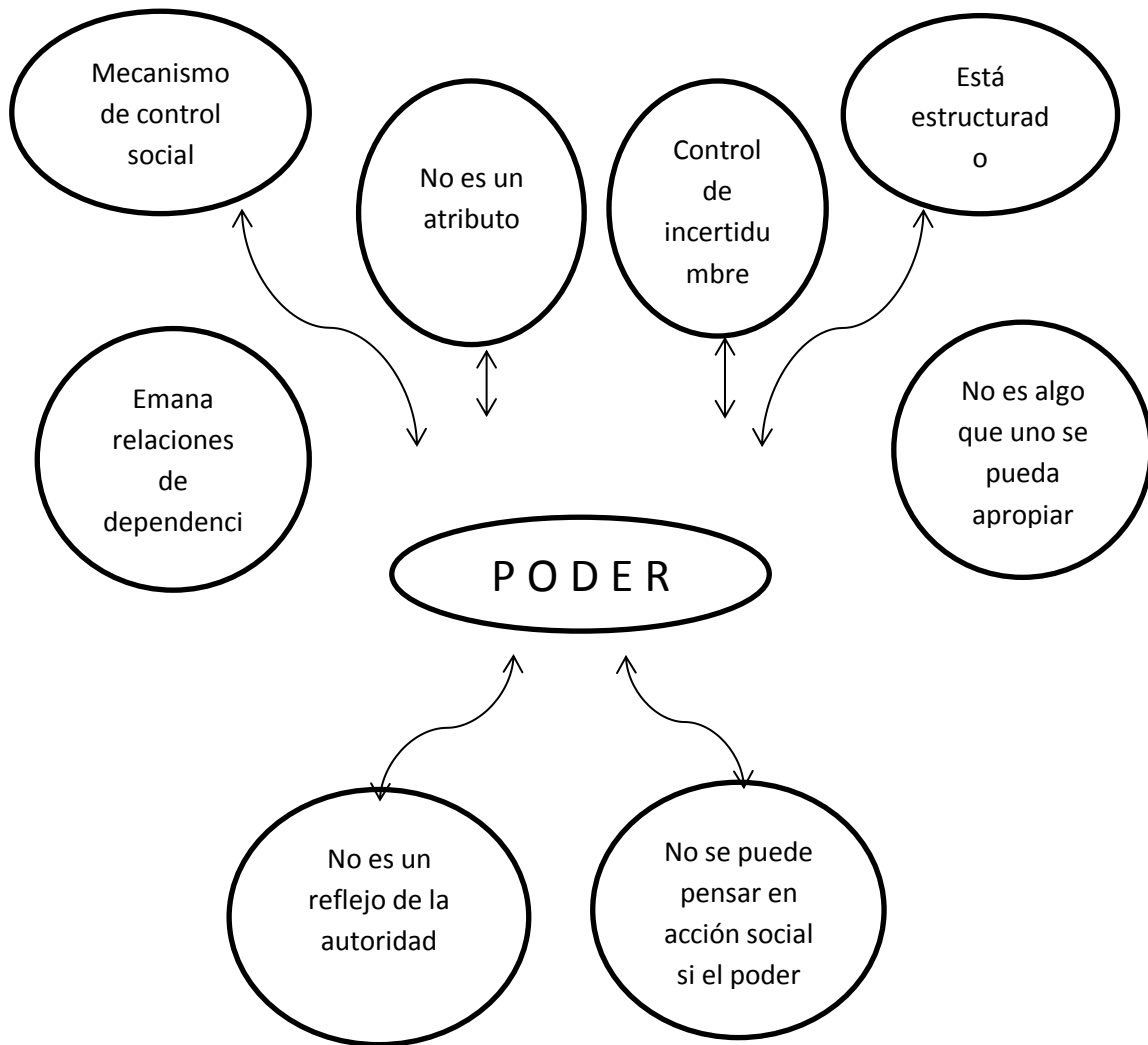 Mecanismo
de control
social
No es un
atributo
Control
de
incertidu
mbre
Está
estructurad
o
Emana
relaciones
de
dependenci
No es algo
que uno se
pueda
apropiar
P O D E R
No es un
reflejo de la
autoridad
No se puede
pensar en
acción social
si el poder